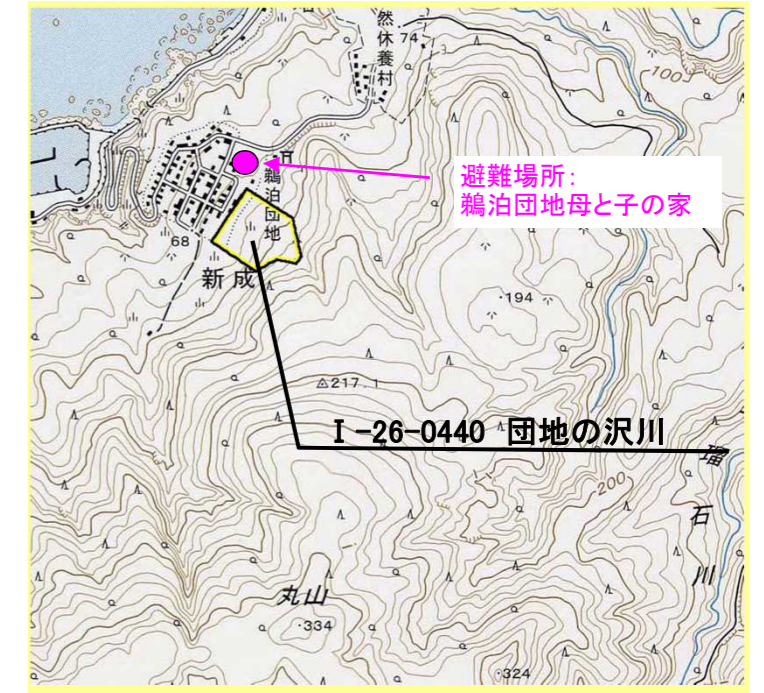 然休養村
74
100
避難場所：
鵜泊団地母と子の家
鵜泊団地
68
新成
194
217.1
Ⅰ-26-0440 団地の沢川
200
瑠石川
丸山
334
324